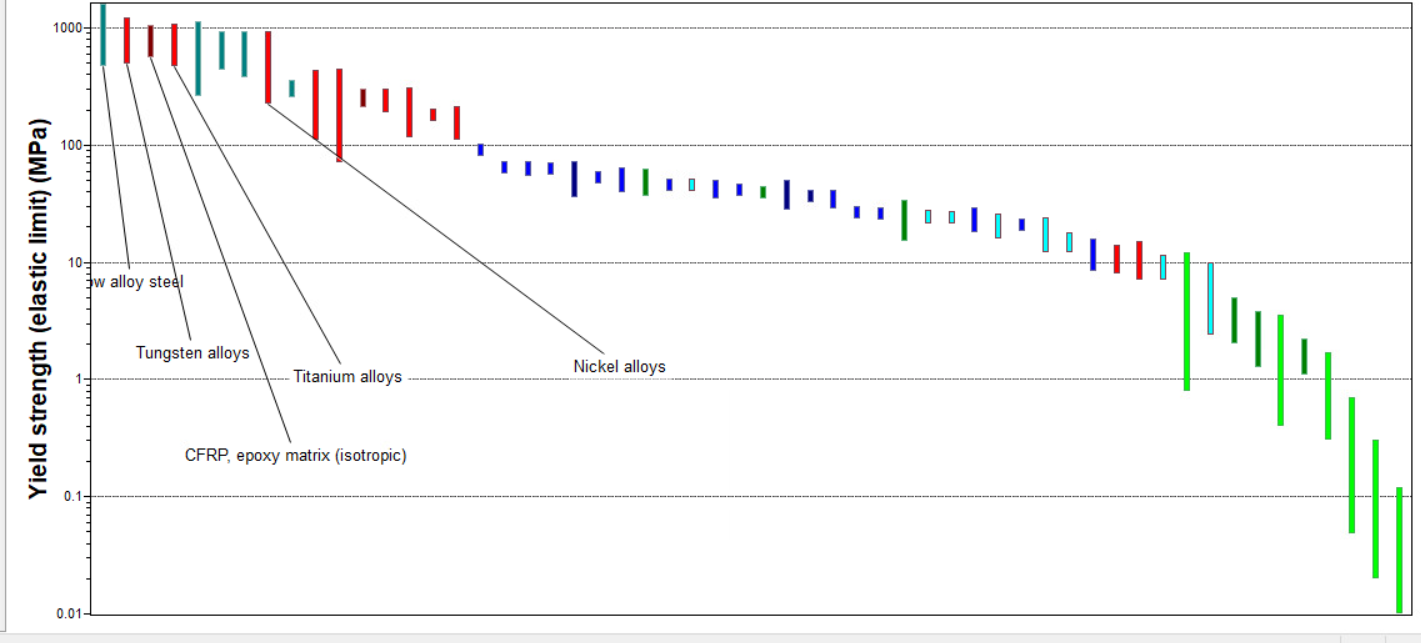 Yield strength (elastic limit) (MPa)
1000
100
10
1
0.1
0.01
ow alloy steel
Tungsten alloys
Titanium alloys
Nickel alloys
CFRP, epoxy matrix (isotropic)